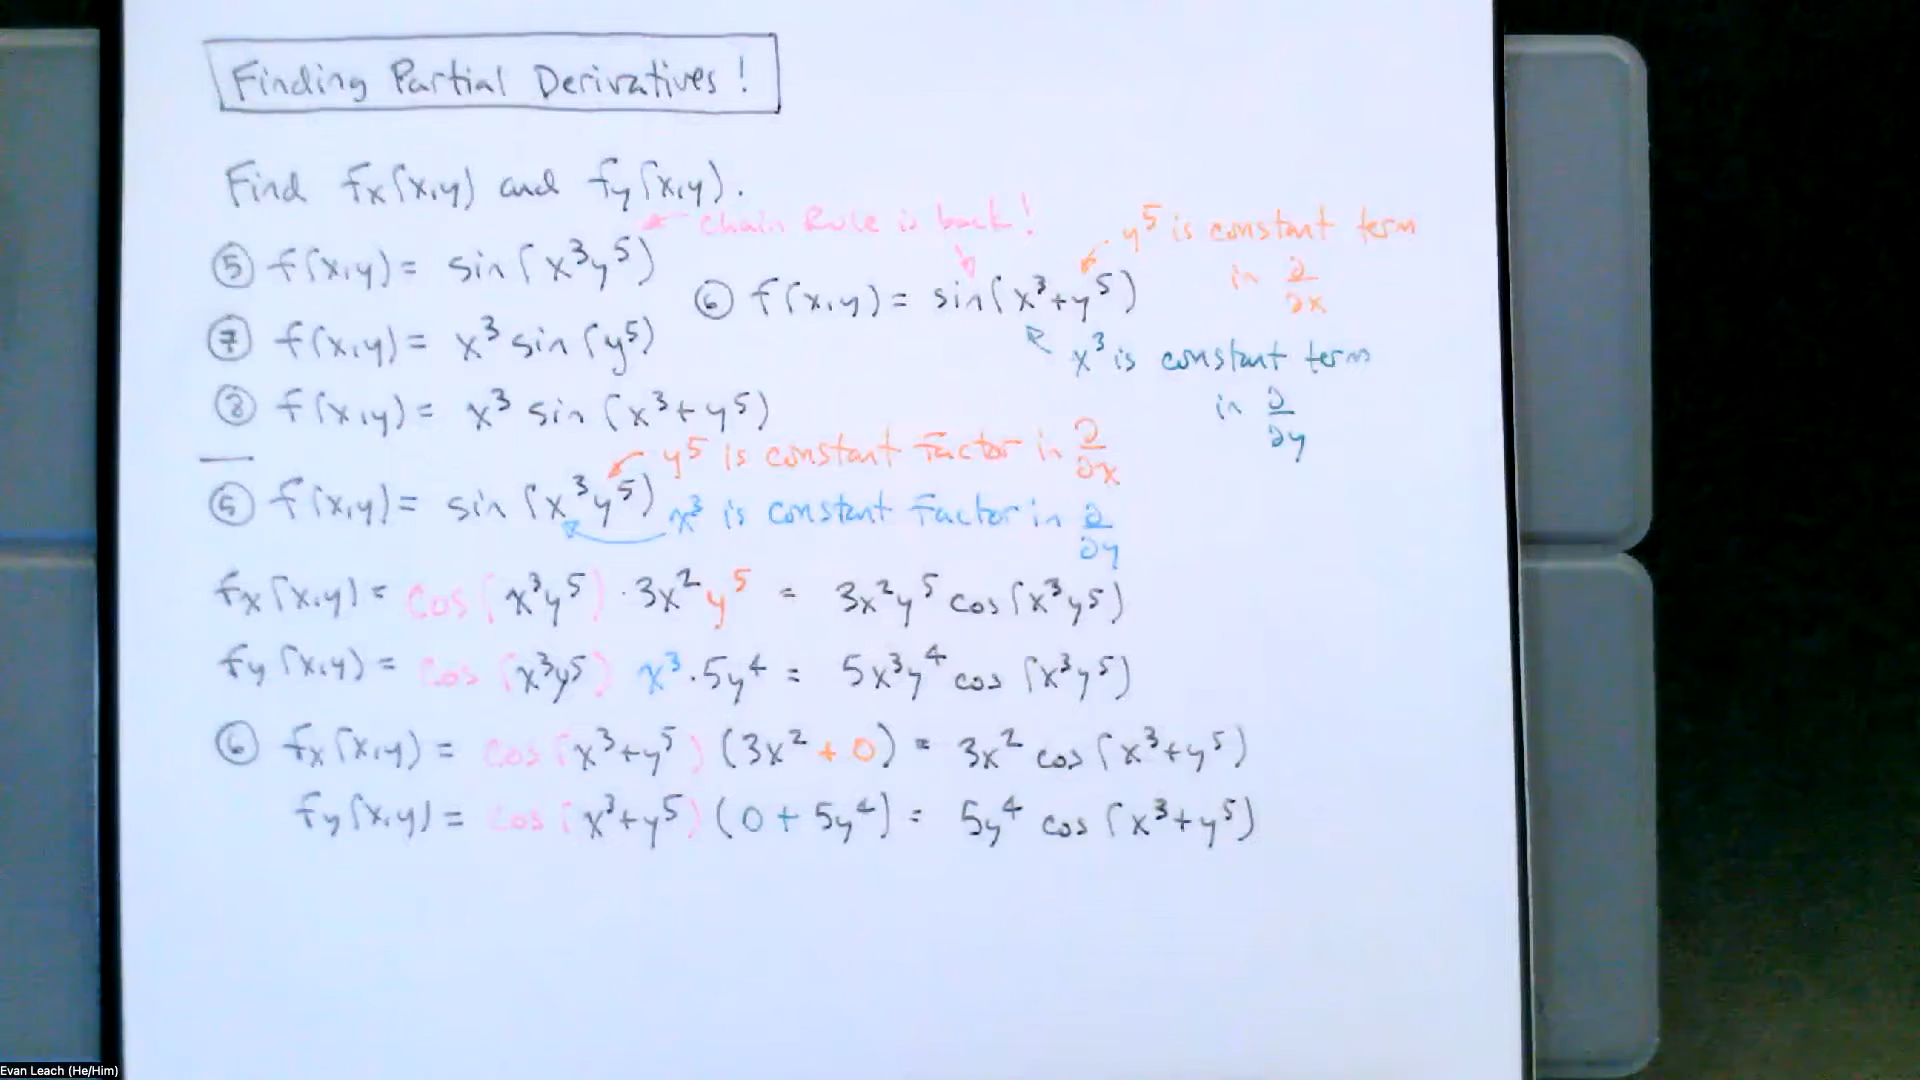 Finding Partial Derivatives!
Find fx(x,y) and fy(x,y).
← Chain Rule is back!
y⁵ is constant term
in ∂/∂x
⑤ f(x,y) = sin(x³y⁵)
⑥ f(x,y) = sin(x³+y⁵)
x³ is constant term
in ∂/∂y
⑦ f(x,y) = x³ sin(y⁵)
⑧ f(x,y) = x³ sin(x³+y⁵)
y⁵ is constant factor in ∂/∂x
⑤ f(x,y) = sin(x³y⁵)
x³ is constant factor in ∂/∂y
fx(x,y) = cos(x³y⁵) · 3x²y⁵ = 3x²y⁵ cos(x³y⁵)
fy(x,y) = cos(x³y⁵) x³ · 5y⁴ = 5x³y⁴ cos(x³y⁵)
⑥ fx(x,y) = cos(x³+y⁵) (3x² + 0) = 3x² cos(x³+y⁵)
fy(x,y) = cos(x³+y⁵) (0 + 5y⁴) = 5y⁴ cos(x³+y⁵)
Evan Leach (He/Him)